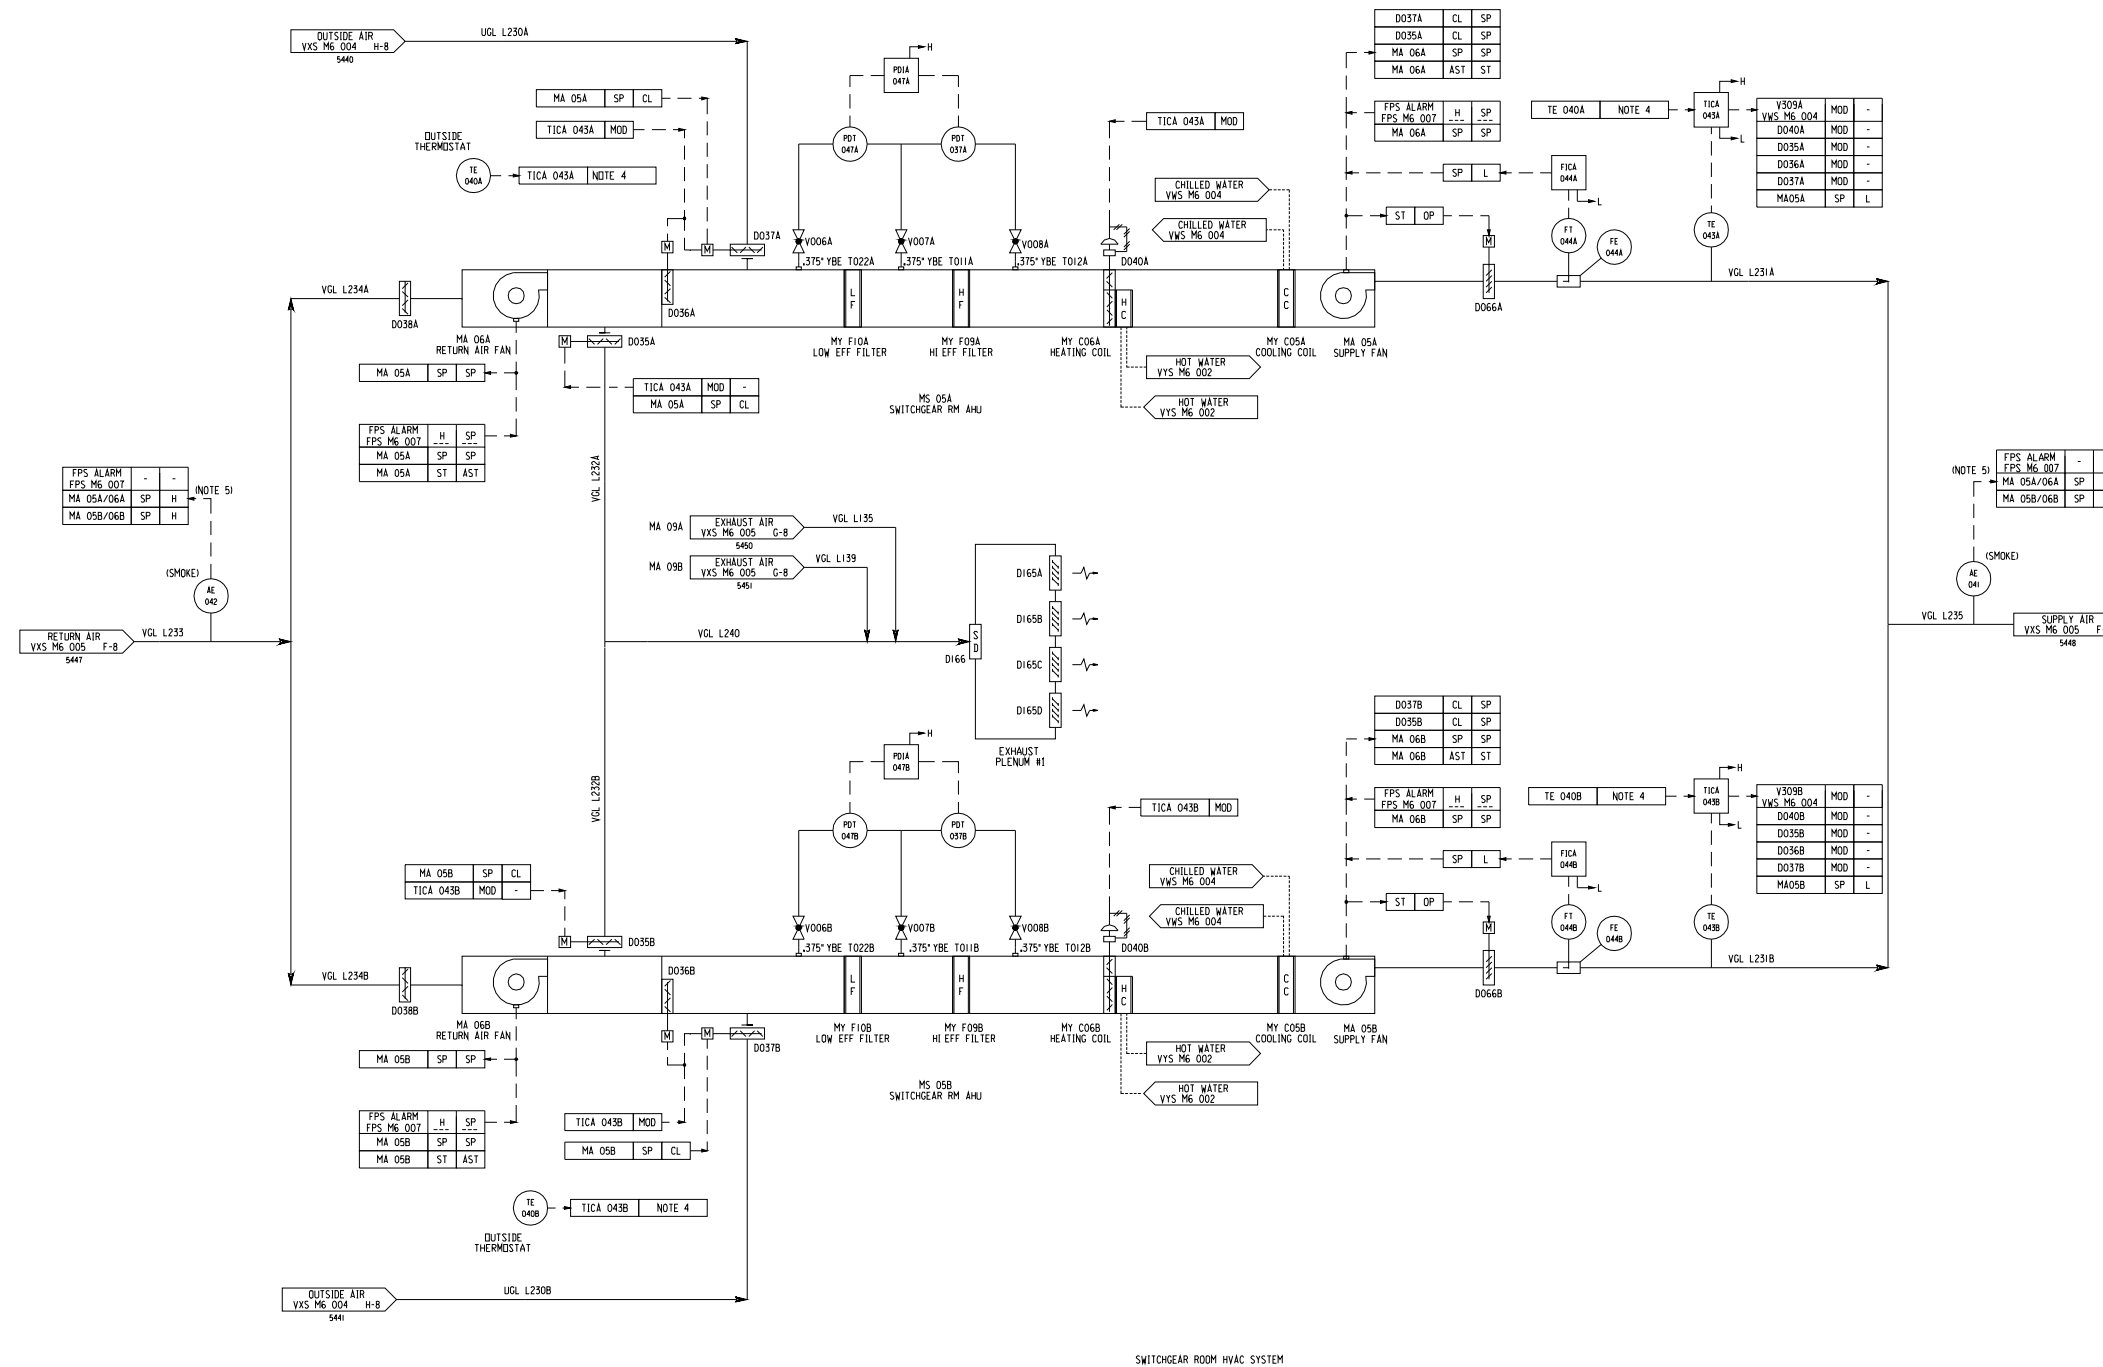 OUTSIDE AIR
VXS M6 004 H-8
5440
UGL L230A
MA 05A SP CL
TICA 043A MOD
OUTSIDE
THERMOSTAT
TE
040A
TICA 043A NOTE 4
PDIA
047A
H
PDT
047A
PDT
037A
TICA 043A MOD
D037A CL SP
D035A CL SP
MA 06A SP SP
MA 06A AST ST
FPS ALARM
FPS M6 007 H SP
--- ---
MA 06A SP SP
SP L
FICA
044A
L
ST OP
TE 040A NOTE 4
TICA
043A
H
L
V309A
VWS M6 004 MOD -
D040A MOD -
D035A MOD -
D036A MOD -
D037A MOD -
MA05A SP L
CHILLED WATER
VWS M6 004
CHILLED WATER
VWS M6 004
M
M
D037A
V006A
V007A
V008A
.375" YBE T022A
.375" YBE T011A
.375" YBE T012A
D040A
M
FT
044A
FE
044A
TE
043A
VGL L231A
VGL L234A
D038A
D036A
L
F
H
F
H
C
C
C
D066A
MA 06A
RETURN AIR FAN
M
D035A
MY F10A
LOW EFF FILTER
MY F09A
HI EFF FILTER
MY C06A
HEATING COIL
MY C05A
COOLING COIL
MA 05A
SUPPLY FAN
HOT WATER
VYS M6 002
HOT WATER
VYS M6 002
MA 05A SP SP
TICA 043A MOD -
MA 05A SP CL
MS 05A
SWITCHGEAR RM AHU
FPS ALARM
FPS M6 007 H SP
--- ---
MA 05A SP SP
MA 05A ST AST
VGL L232A
FPS ALARM
FPS M6 007 - -
MA 05A/06A SP H
MA 05B/06B SP H
(NOTE 5)
(SMOKE)
AE
042
RETURN AIR
VXS M6 005 F-8
5447
VGL L233
MA 09A
EXHAUST AIR
VXS M6 005 G-8
5450
VGL L135
MA 09B
EXHAUST AIR
VXS M6 005 G-8
5451
VGL L139
VGL L240
S
D
D166
D165A
D165B
D165C
D165D
EXHAUST
PLENUM #1
(NOTE 5)
FPS ALARM
FPS M6 007 -
MA 05A/06A SP
MA 05B/06B SP
(SMOKE)
AE
041
VGL L235
SUPPLY AIR
VXS M6 005 F-
5448
VGL L232B
PDIA
047B
H
PDT
047B
PDT
037B
TICA 043B MOD
D037B CL SP
D035B CL SP
MA 06B SP SP
MA 06B AST ST
FPS ALARM
FPS M6 007 H SP
--- ---
MA 06B SP SP
SP L
FICA
044B
L
ST OP
TE 040B NOTE 4
TICA
043B
H
L
V309B
VWS M6 004 MOD -
D040B MOD -
D035B MOD -
D036B MOD -
D037B MOD -
MA05B SP L
MA 05B SP CL
TICA 043B MOD -
CHILLED WATER
VWS M6 004
CHILLED WATER
VWS M6 004
M
D035B
V006B
V007B
V008B
.375" YBE T022B
.375" YBE T011B
.375" YBE T012B
D040B
M
FT
044B
FE
044B
TE
043B
VGL L231B
VGL L234B
D038B
D036B
L
F
H
F
H
C
C
C
D066B
MA 06B
RETURN AIR FAN
M
M
D037B
MY F10B
LOW EFF FILTER
MY F09B
HI EFF FILTER
MY C06B
HEATING COIL
MY C05B
COOLING COIL
MA 05B
SUPPLY FAN
HOT WATER
VYS M6 002
HOT WATER
VYS M6 002
MA 05B SP SP
MS 05B
SWITCHGEAR RM AHU
FPS ALARM
FPS M6 007 H SP
--- ---
MA 05B SP SP
MA 05B ST AST
TICA 043B MOD
MA 05B SP CL
TE
040B
TICA 043B NOTE 4
OUTSIDE
THERMOSTAT
OUTSIDE AIR
VXS M6 004 H-8
5441
UGL L230B
SWITCHGEAR ROOM HVAC SYSTEM